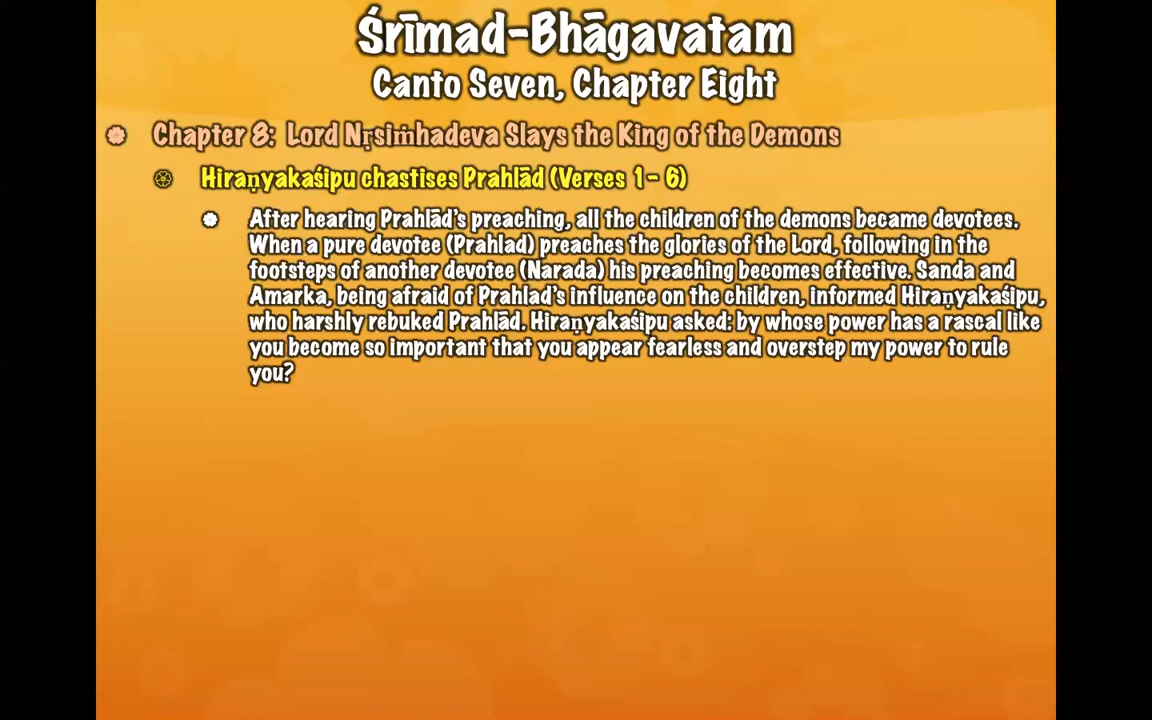 Śrīmad-Bhāgavatam
Canto Seven, Chapter Eight
Chapter 8: Lord Nṛsiṁhadeva Slays the King of the Demons
Hiraṇyakaśipu chastises Prahlād (Verses 1- 6)
After hearing Prahlād's preaching, all the children of the demons became devotees.
When a pure devotee (Prahlad) preaches the glories of the Lord, following in the
footsteps of another devotee (Narada) his preaching becomes effective. Sanda and
Amarka, being afraid of Prahlad's influence on the children, informed Hiraṇyakaśipu,
who harshly rebuked Prahlād. Hiraṇyakaśipu asked: by whose power has a rascal like
you become so important that you appear fearless and overstep my power to rule
you?